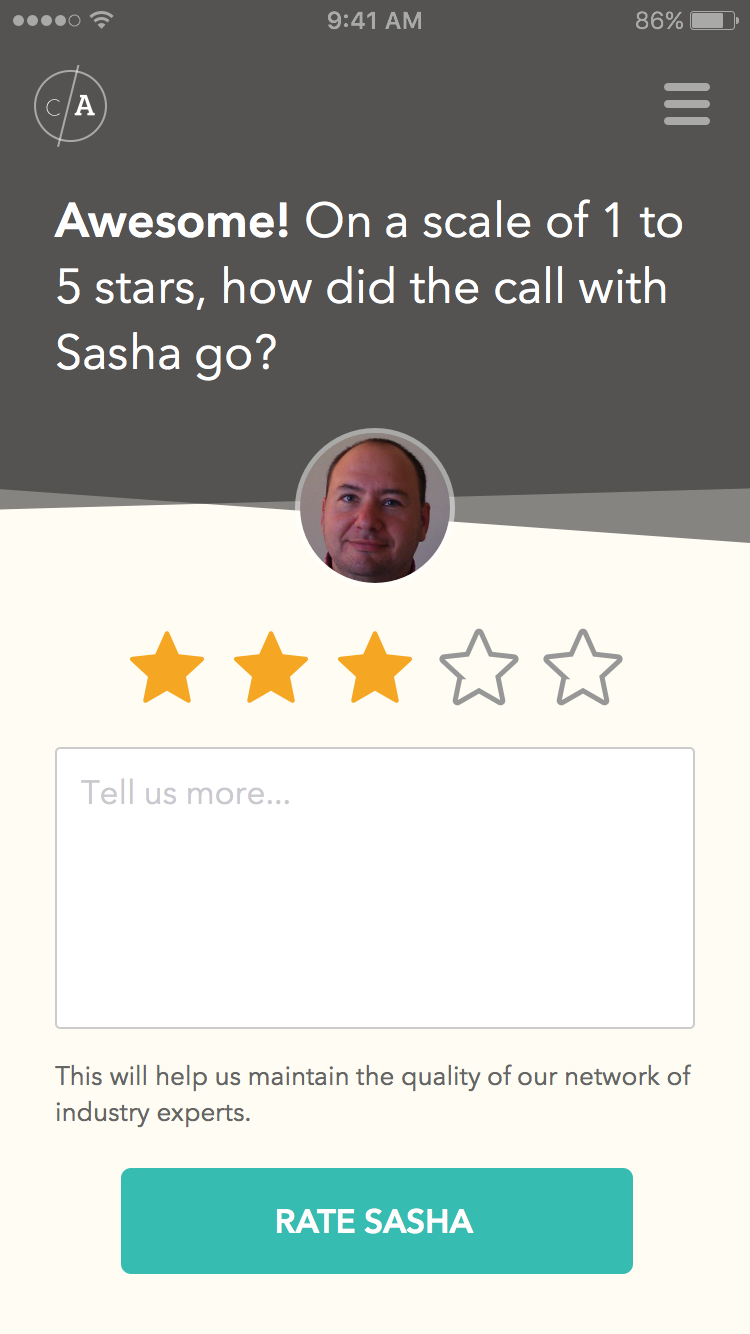 9:41 AM
86%
C A
Awesome! On a scale of 1 to
5 stars, how did the call with
Sasha go?
Tell us more...
This will help us maintain the quality of our network of
industry experts.
RATE SASHA